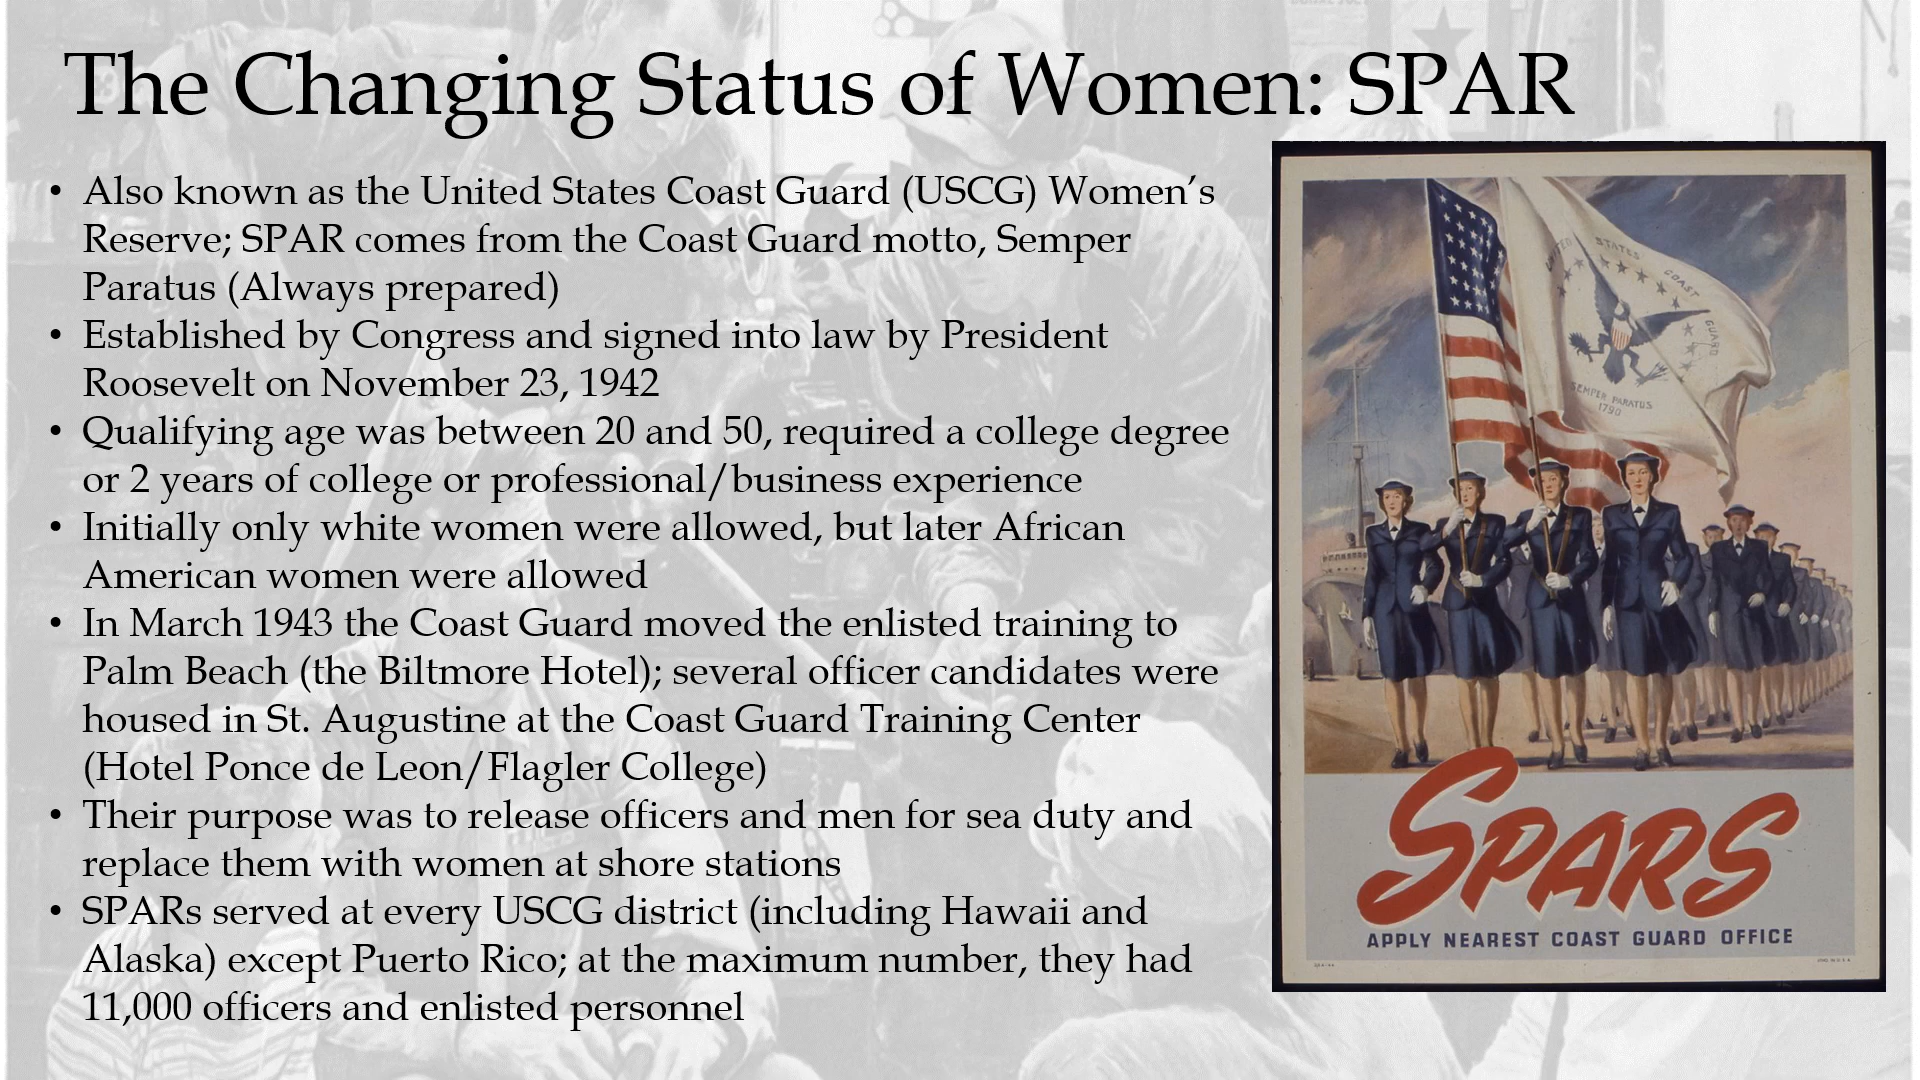 The Changing Status of Women: SPAR
• Also known as the United States Coast Guard (USCG) Women's
Reserve; SPAR comes from the Coast Guard motto, Semper
Paratus (Always prepared)
• Established by Congress and signed into law by President
Roosevelt on November 23, 1942
• Qualifying age was between 20 and 50, required a college degree
or 2 years of college or professional/business experience
• Initially only white women were allowed, but later African
American women were allowed
• In March 1943 the Coast Guard moved the enlisted training to
Palm Beach (the Biltmore Hotel); several officer candidates were
housed in St. Augustine at the Coast Guard Training Center
(Hotel Ponce de Leon/Flagler College)
• Their purpose was to release officers and men for sea duty and
replace them with women at shore stations
• SPARs served at every USCG district (including Hawaii and
Alaska) except Puerto Rico; at the maximum number, they had
11,000 officers and enlisted personnel
UNITED STATES COAST GUARD
SEMPER PARATUS
1790
SPARS
APPLY NEAREST COAST GUARD OFFICE